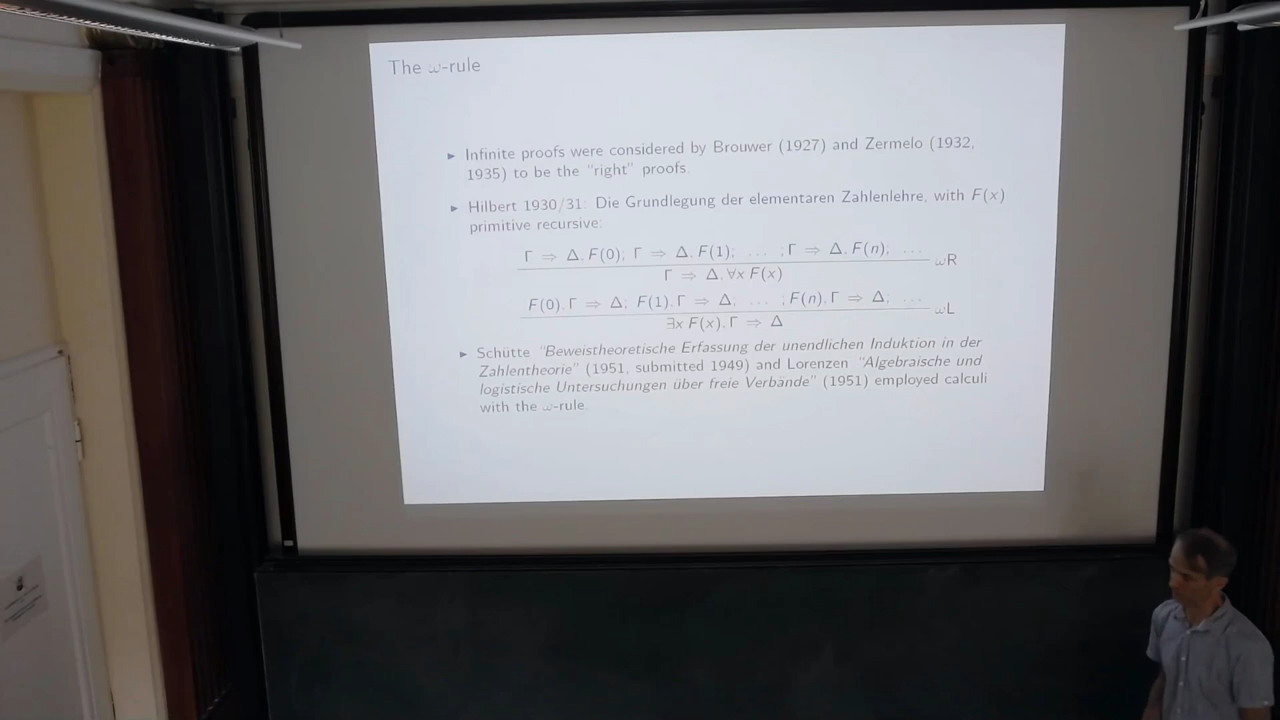 The ω-rule
▸ Infinite proofs were considered by Brouwer (1927) and Zermelo (1932,
1935) to be the "right" proofs.
▸ Hilbert 1930/31: Die Grundlegung der elementaren Zahlenlehre, with F(x)
primitive recursive:
Γ ⇒ Δ, F(0); Γ ⇒ Δ, F(1); ... ; Γ ⇒ Δ, F(n); ...
ωR
Γ ⇒ Δ, ∀x F(x)
F(0), Γ ⇒ Δ; F(1), Γ ⇒ Δ; ... ; F(n), Γ ⇒ Δ; ...
ωL
∃x F(x), Γ ⇒ Δ
▸ Schütte "Beweistheoretische Erfassung der unendlichen Induktion in der
Zahlentheorie" (1951, submitted 1949) and Lorenzen "Algebraische und
logistische Untersuchungen über freie Verbände" (1951) employed calculi
with the ω-rule.